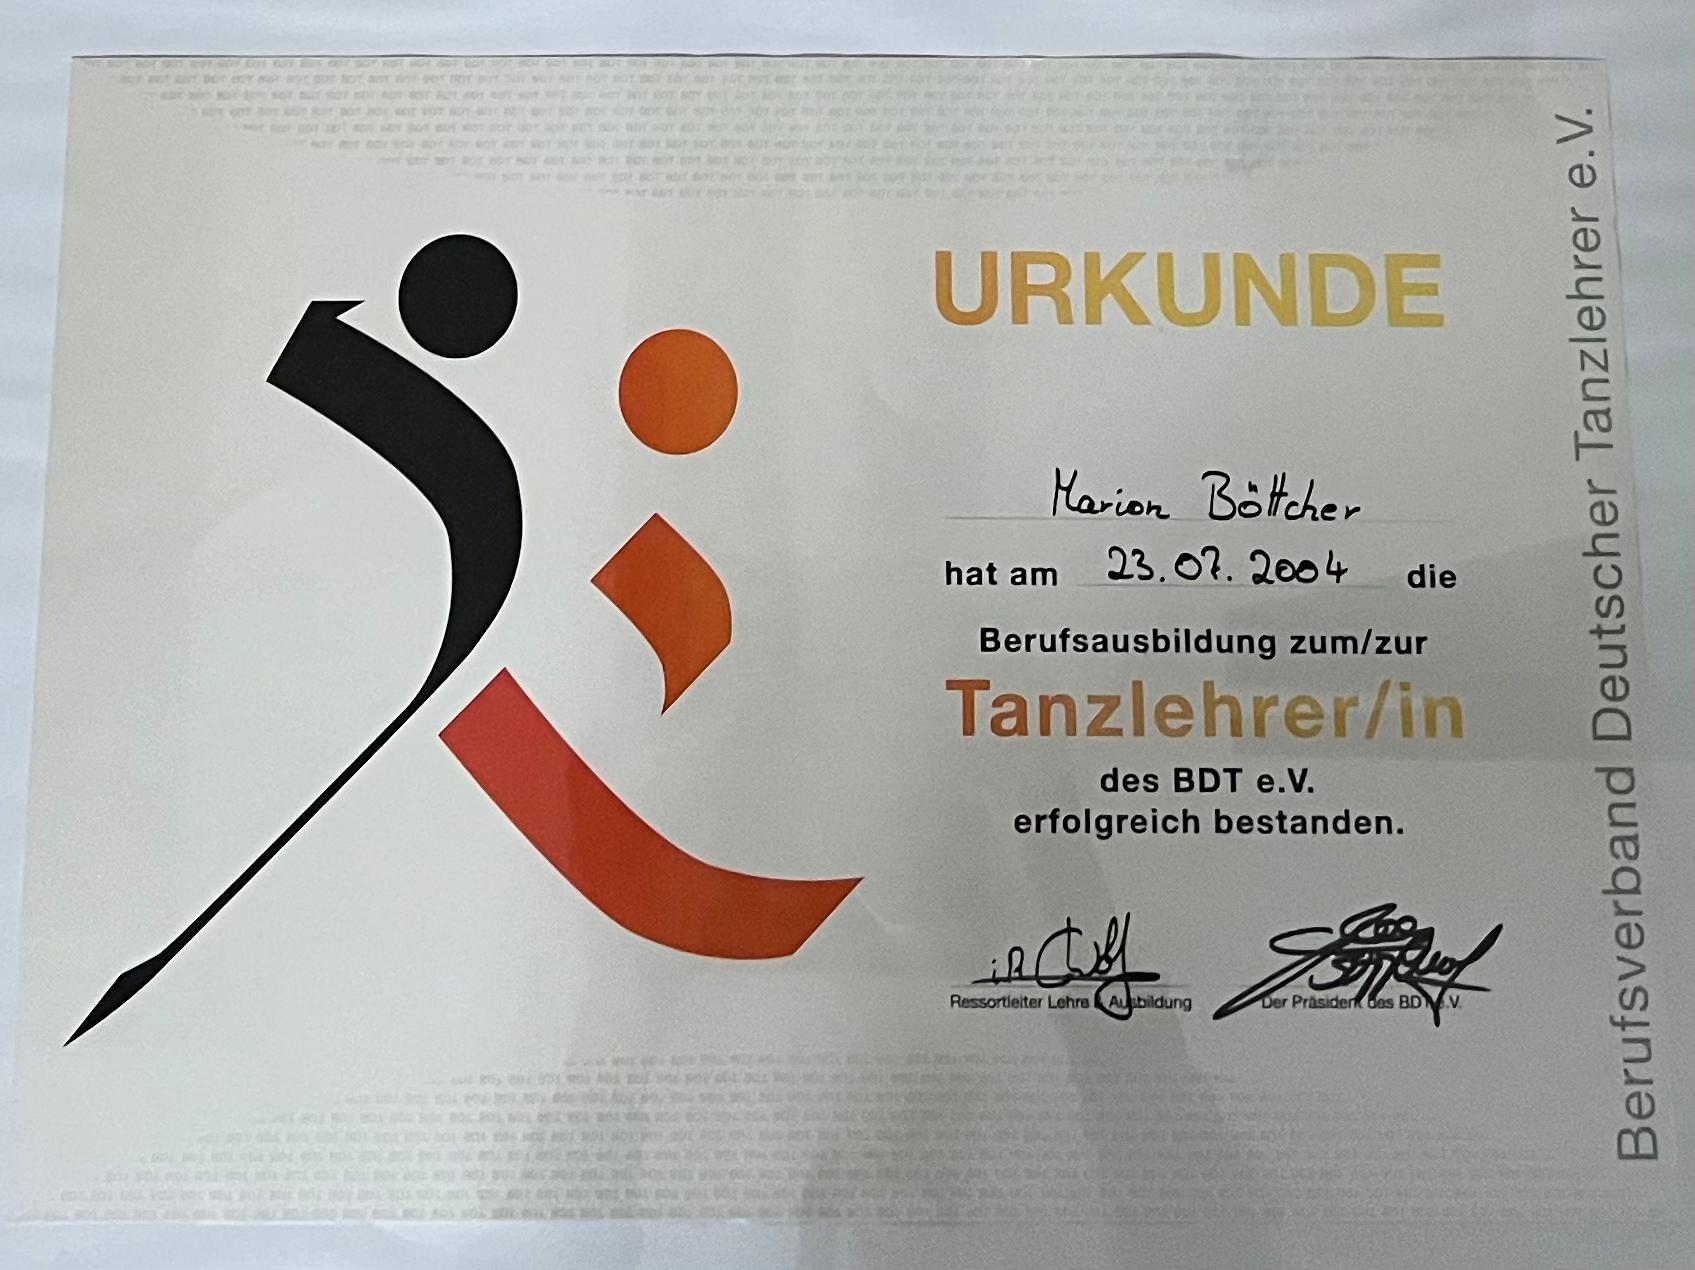 URKUNDE
Marion Böttcher
hat am 23.07.2004 die
Berufsausbildung zum/zur
Tanzlehrer/in
des BDT e.V.
erfolgreich bestanden.
Ressortleiter Lehre & Ausbildung
Der Präsident des BDT e.V.
Berufsverband Deutscher Tanzlehrer e.V.